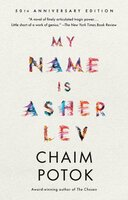 50TH ANNIVERSARY EDITION
"A novel of finely articulated tragic power. . . .
Little short of a work of genius." —The New York Times Book Review
MY
NAME
IS
ASHER
LEV
CHAIM
POTOK
Award-winning author of The Chosen